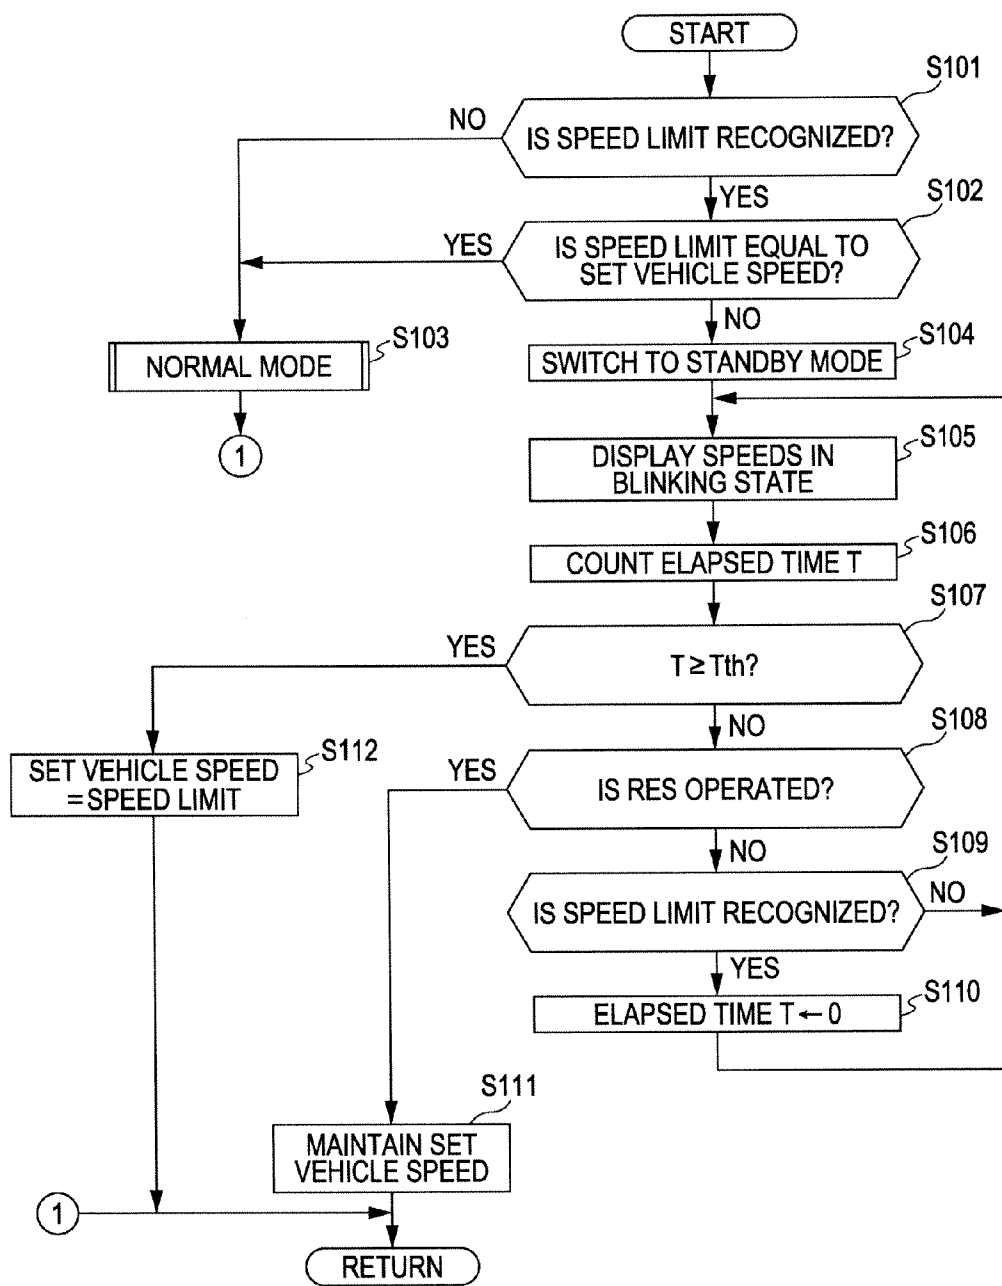 START
S101
NO
IS SPEED LIMIT RECOGNIZED?
YES
S102
YES
IS SPEED LIMIT EQUAL TO
SET VEHICLE SPEED?
NO
S103
NORMAL MODE
S104
SWITCH TO STANDBY MODE
1
S105
DISPLAY SPEEDS IN
BLINKING STATE
S106
COUNT ELAPSED TIME T
S107
YES
T ≥ Tth?
NO
S108
S112
SET VEHICLE SPEED
=SPEED LIMIT
YES
IS RES OPERATED?
NO
S109
NO
IS SPEED LIMIT RECOGNIZED?
YES
S110
ELAPSED TIME T ← 0
S111
MAINTAIN SET
VEHICLE SPEED
1
RETURN